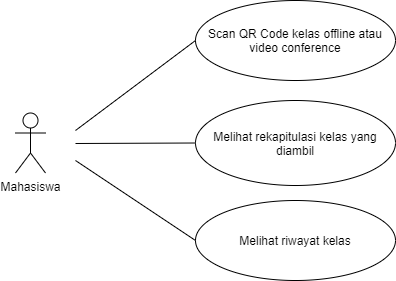 Scan QR Code kelas offline atau
video conference
Melihat rekapitulasi kelas yang
diambil
Mahasiswa
Melihat riwayat kelas